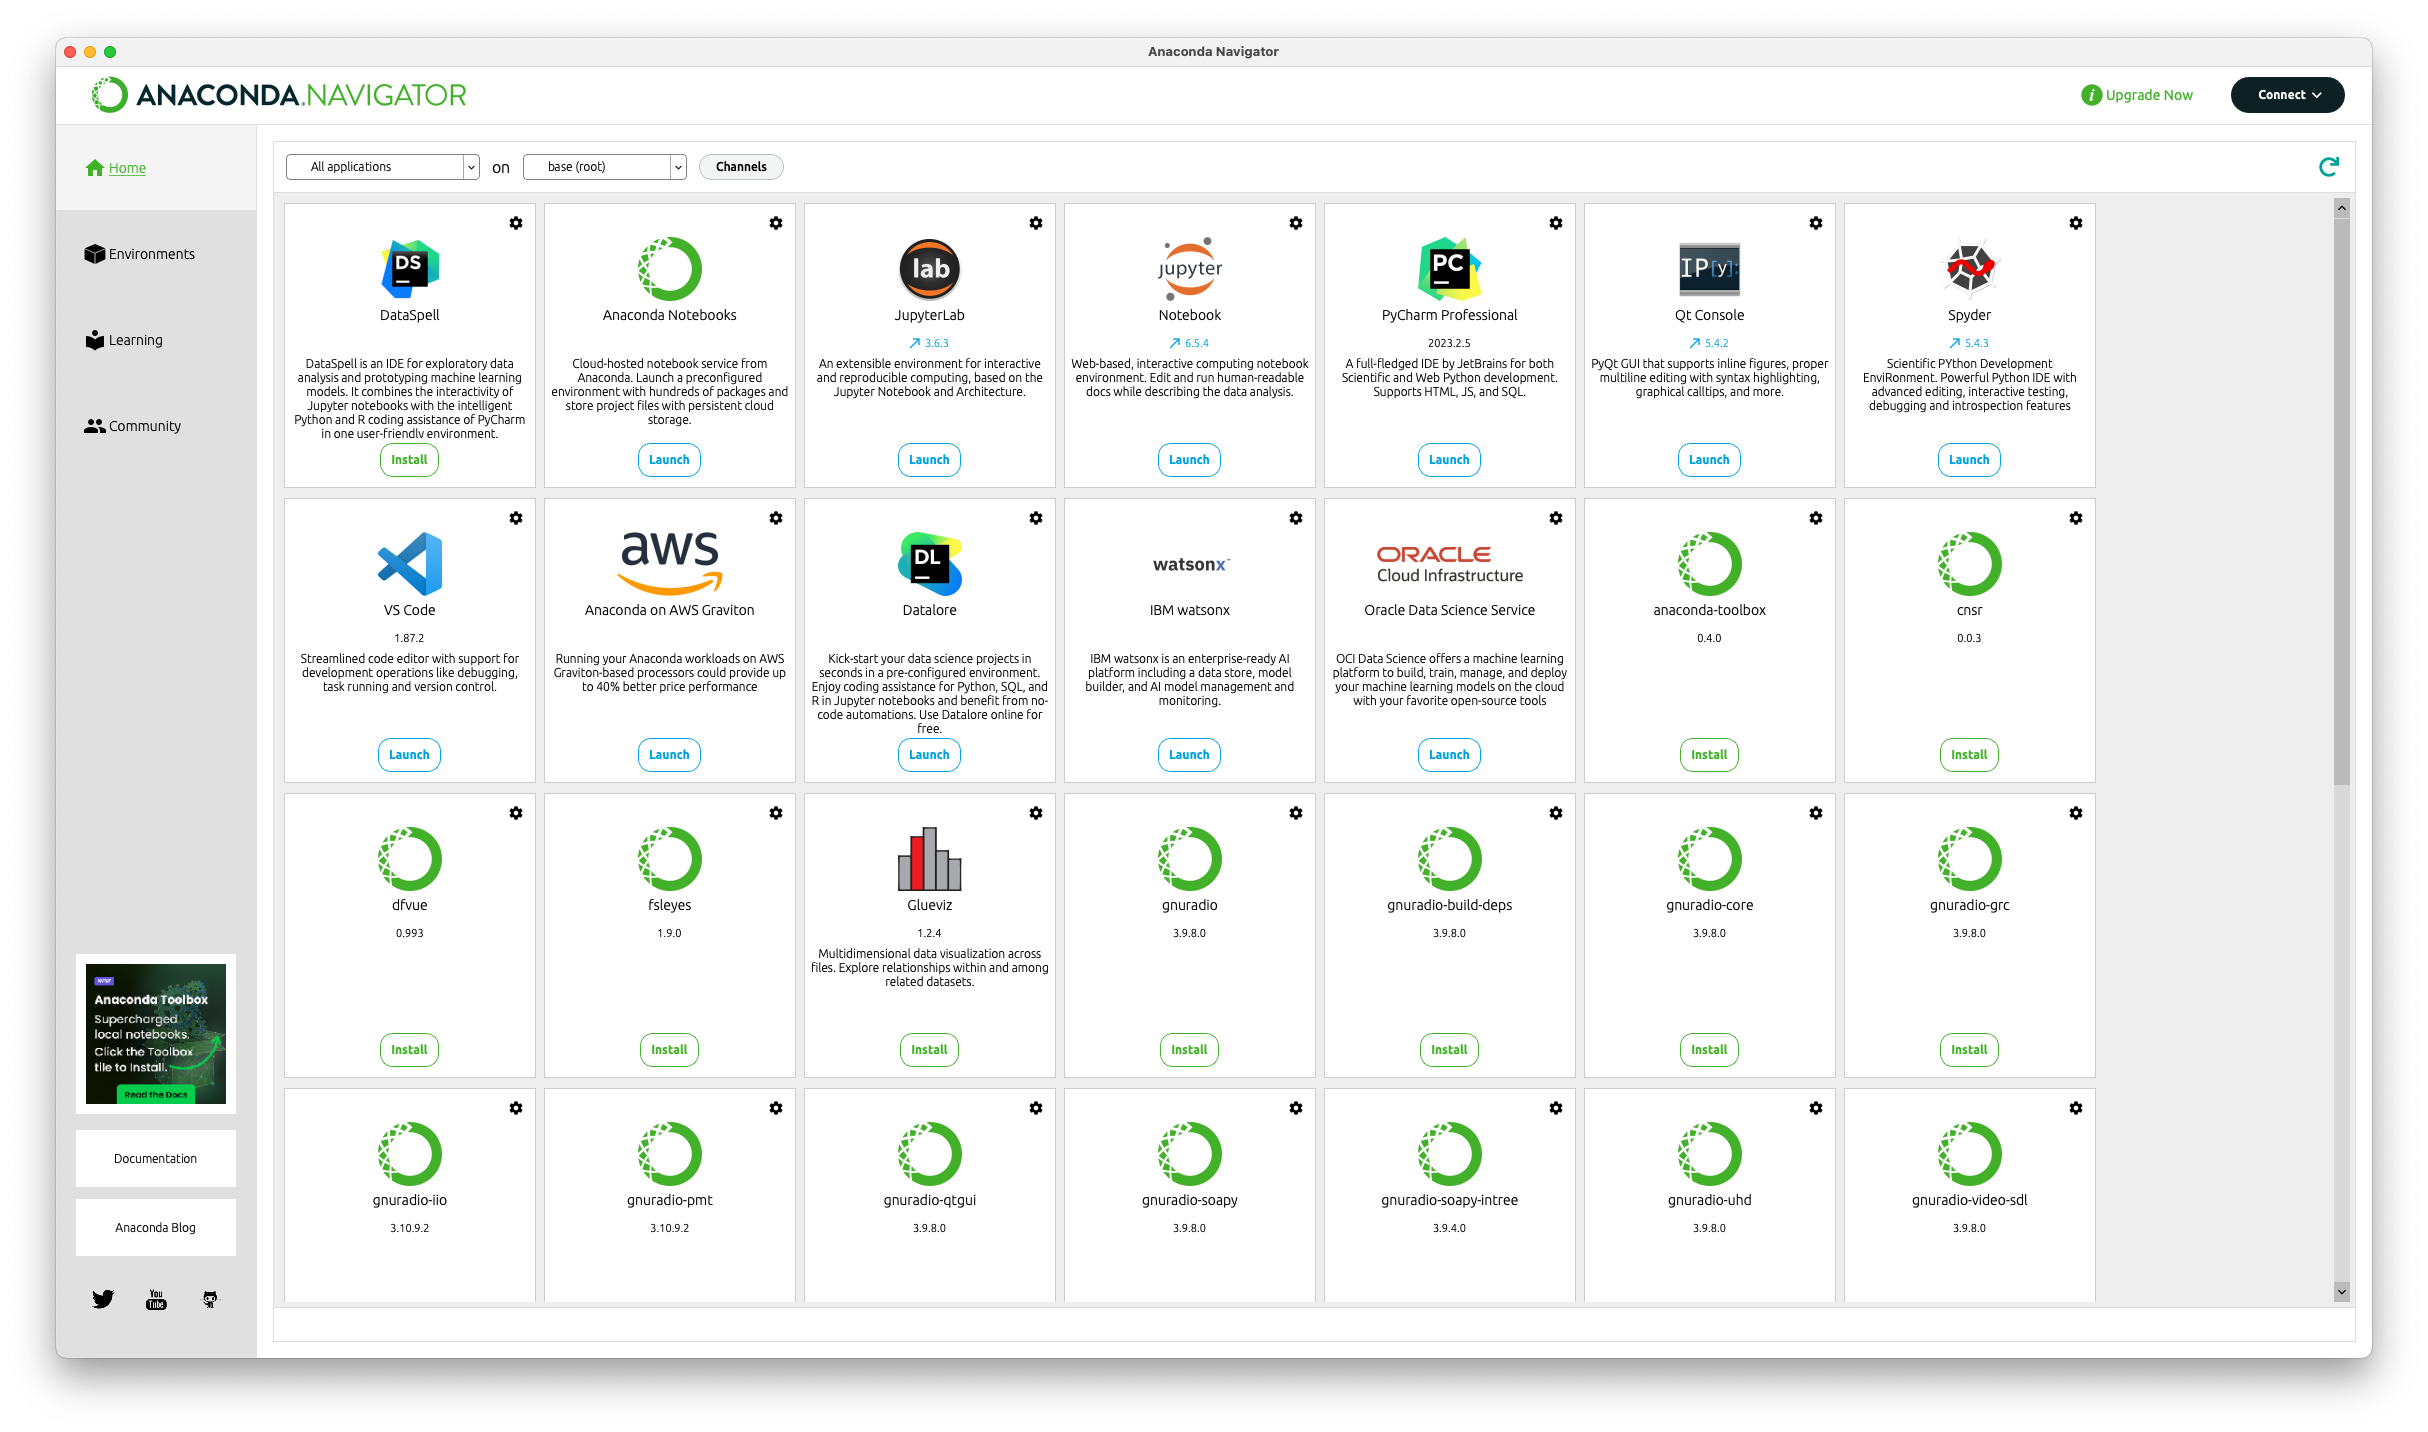 Anaconda Navigator
ANACONDA.NAVIGATOR
Upgrade Now
Connect
Home
Environments
Learning
Community
All applications
on
base (root)
Channels
DS
DataSpell
DataSpell is an IDE for exploratory data
analysis and prototyping machine learning
models. It combines the interactivity of
Jupyter notebooks with the intelligent
Python and R coding assistance of PyCharm
in one user-friendly environment.
Install
Anaconda Notebooks
Cloud-hosted notebook service from
Anaconda. Launch a preconfigured
environment with hundreds of packages and
store project files with persistent cloud
storage.
Launch
lab
JupyterLab
3.6.3
An extensible environment for interactive
and reproducible computing, based on the
Jupyter Notebook and Architecture.
Launch
jupyter
Notebook
6.5.4
Web-based, interactive computing notebook
environment. Edit and run human-readable
docs while describing the data analysis.
Launch
PC
PyCharm Professional
2023.2.5
A full-fledged IDE by JetBrains for both
Scientific and Web Python development.
Supports HTML, JS, and SQL.
Launch
IP[y]:
Qt Console
5.4.2
PyQt GUI that supports inline figures, proper
multiline editing with syntax highlighting,
graphical calltips, and more.
Launch
Spyder
5.4.3
Scientific PYthon Development
EnviRonment. Powerful Python IDE with
advanced editing, interactive testing,
debugging and introspection features
Launch
VS Code
1.87.2
Streamlined code editor with support for
development operations like debugging,
task running and version control.
Launch
aws
Anaconda on AWS Graviton
Running your Anaconda workloads on AWS
Graviton-based processors could provide up
to 40% better price performance
Launch
DL
Datalore
Kick-start your data science projects in
seconds in a pre-configured environment.
Enjoy coding assistance for Python, SQL, and
R in Jupyter notebooks and benefit from no-
code automations. Use Datalore online for
free.
Launch
watsonx™
IBM watsonx
IBM watsonx is an enterprise-ready AI
platform including a data store, model
builder, and AI model management and
monitoring.
Launch
ORACLE
Cloud Infrastructure
Oracle Data Science Service
OCI Data Science offers a machine learning
platform to build, train, manage, and deploy
your machine learning models on the cloud
with your favorite open-source tools
Launch
anaconda-toolbox
0.4.0
Install
cnsr
0.0.3
Install
dfvue
0.993
Install
fsleyes
1.9.0
Install
Glueviz
1.2.4
Multidimensional data visualization across
files. Explore relationships within and among
related datasets.
Install
gnuradio
3.9.8.0
Install
gnuradio-build-deps
3.9.8.0
Install
gnuradio-core
3.9.8.0
Install
gnuradio-grc
3.9.8.0
Install
gnuradio-iio
3.10.9.2
gnuradio-pmt
3.10.9.2
gnuradio-qtgui
3.9.8.0
gnuradio-soapy
3.9.8.0
gnuradio-soapy-intree
3.9.4.0
gnuradio-uhd
3.9.8.0
gnuradio-video-sdl
3.9.8.0
NEW
Anaconda Toolbox
Supercharged
local notebooks.
Click the Toolbox
tile to install.
Read the Docs
Documentation
Anaconda Blog
You
Tube